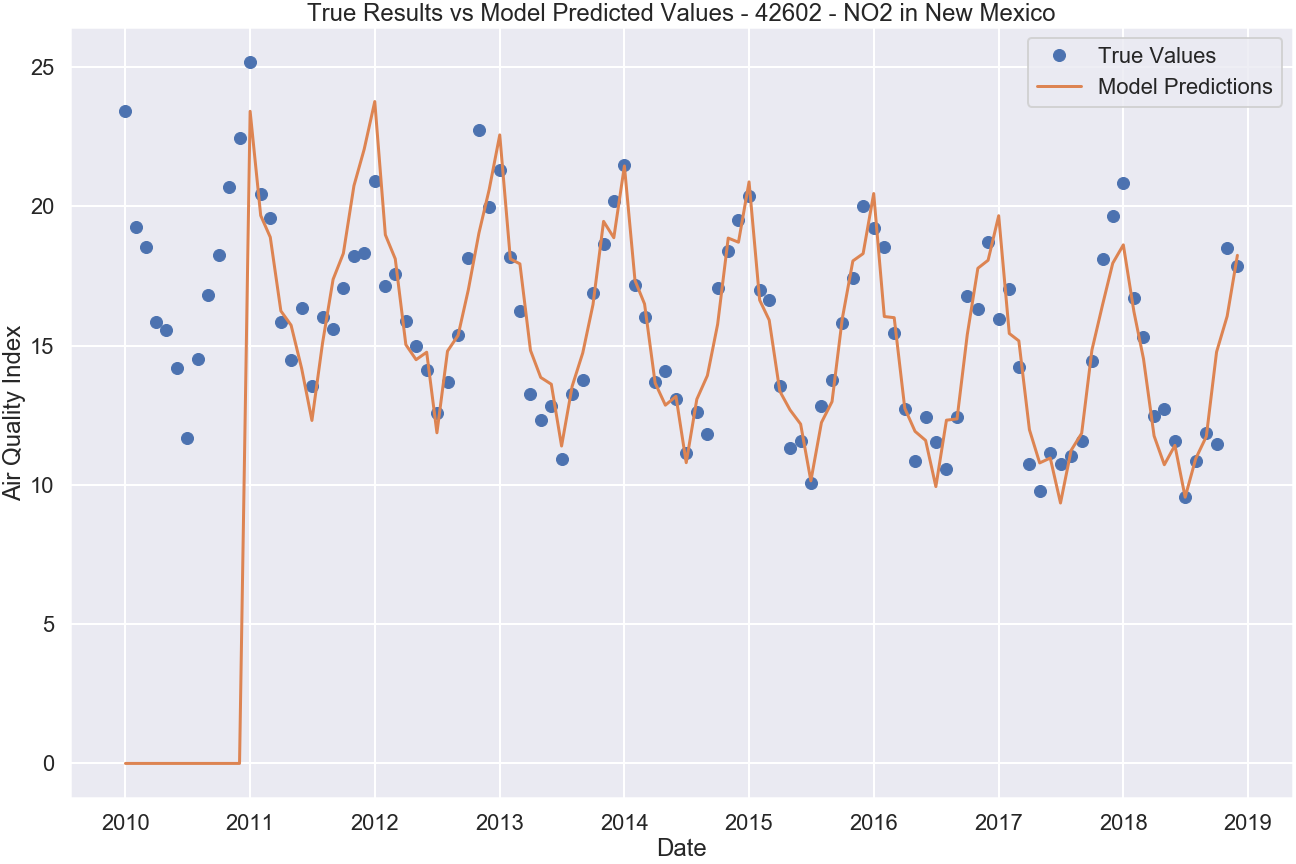 True Results vs Model Predicted Values - 42602 - NO2 in New Mexico
True Values
Model Predictions
Air Quality Index
25
20
15
10
5
0
2010 2011 2012 2013 2014 2015 2016 2017 2018 2019
Date